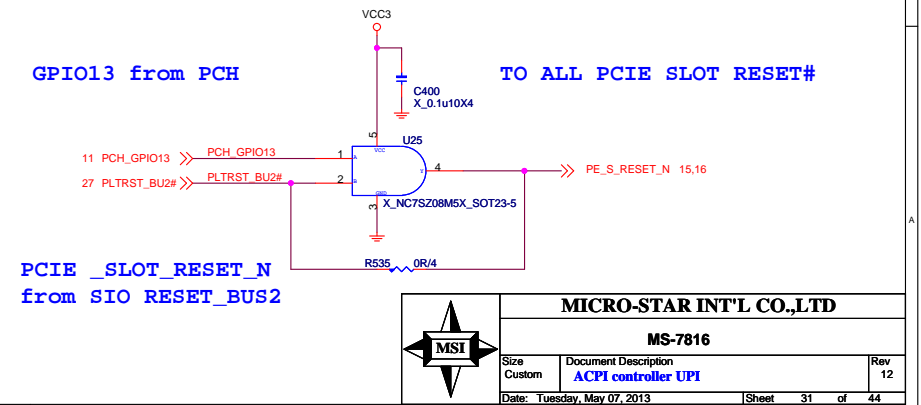 VCC3
GPIO13 from PCH
TO ALL PCIE SLOT RESET#
C400
X_0.1u10X4
5
U25
VCC
11 PCH_GPIO13
PCH_GPIO13
1
A
4
Y
PE_S_RESET_N 15,16
27 PLTRST_BU2#
PLTRST_BU2#
2
B
GND
X_NC7SZ08M5X_SOT23-5
3
A
PCIE _SLOT_RESET_N
from SIO RESET_BUS2
R535
0R/4
MSI
MICRO-STAR INT'L CO.,LTD
MS-7816
Size
Custom
Document Description
ACPI controller UPI
Rev
12
Date: Tuesday, May 07, 2013
Sheet 31 of 44